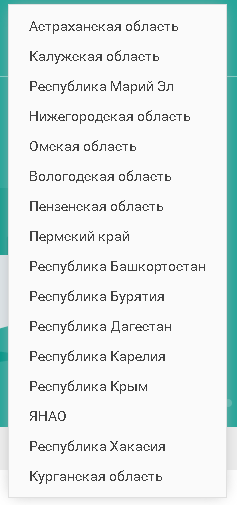 Астраханская область
Калужская область
Республика Марий Эл
Нижегородская область
Омская область
Вологодская область
Пензенская область
Пермский край
Республика Башкортостан
Республика Бурятия
Республика Дагестан
Республика Карелия
Республика Крым
ЯНАО
Республика Хакасия
Курганская область